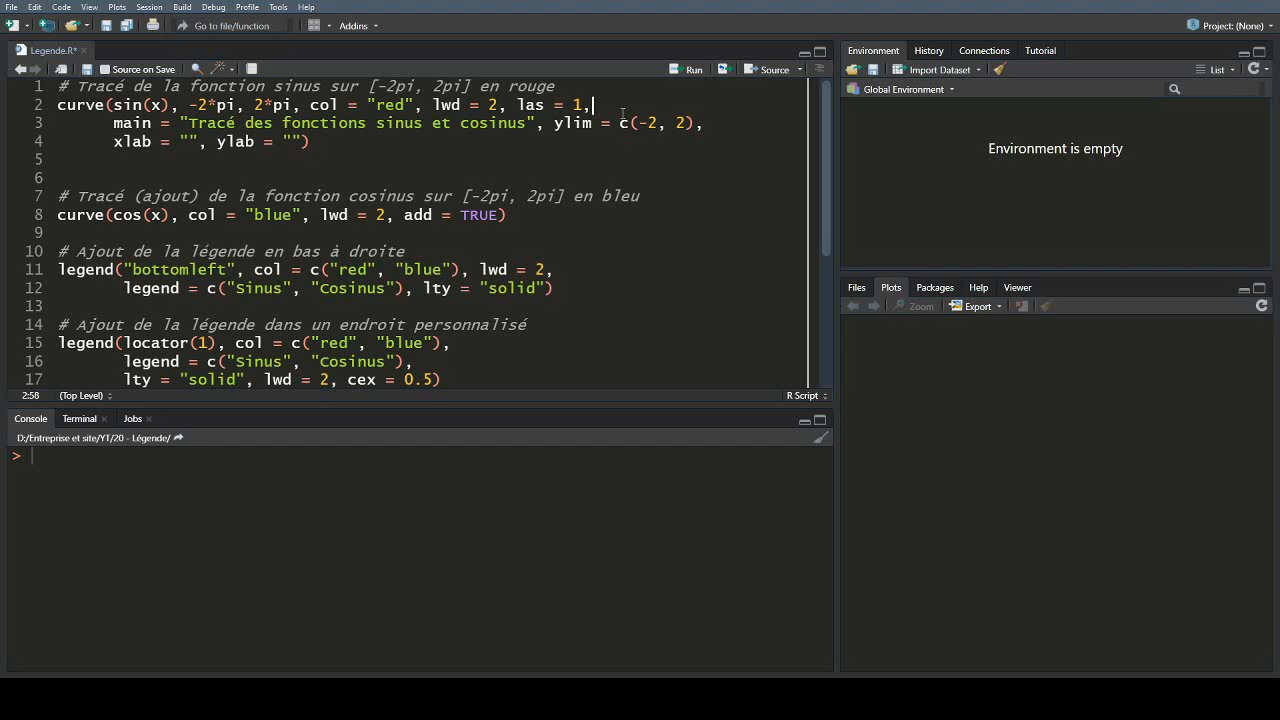 File Edit Code View Plots Session Build Debug Profile Tools Help
Go to file/function Addins Project: (None)
Legende.R*
Source on Save Run Source
1 # Tracé de la fonction sinus sur [-2pi, 2pi] en rouge
2 curve(sin(x), -2*pi, 2*pi, col = "red", lwd = 2, las = 1,
3 main = "Tracé des fonctions sinus et cosinus", ylim = c(-2, 2),
4 xlab = "", ylab = "")
5
6
7 # Tracé (ajout) de la fonction cosinus sur [-2pi, 2pi] en bleu
8 curve(cos(x), col = "blue", lwd = 2, add = TRUE)
9
10 # Ajout de la légende en bas à droite
11 legend("bottomleft", col = c("red", "blue"), lwd = 2,
12 legend = c("Sinus", "Cosinus"), lty = "solid")
13
14 # Ajout de la légende dans un endroit personnalisé
15 legend(locator(1), col = c("red", "blue"),
16 legend = c("Sinus", "Cosinus"),
17 lty = "solid", lwd = 2, cex = 0.5)
2:58 (Top Level) R Script
Console Terminal Jobs
D:/Entreprise et site/YT/20 - Légende/
>
Environment History Connections Tutorial
Import Dataset List
Global Environment
Environment is empty
Files Plots Packages Help Viewer
Zoom Export